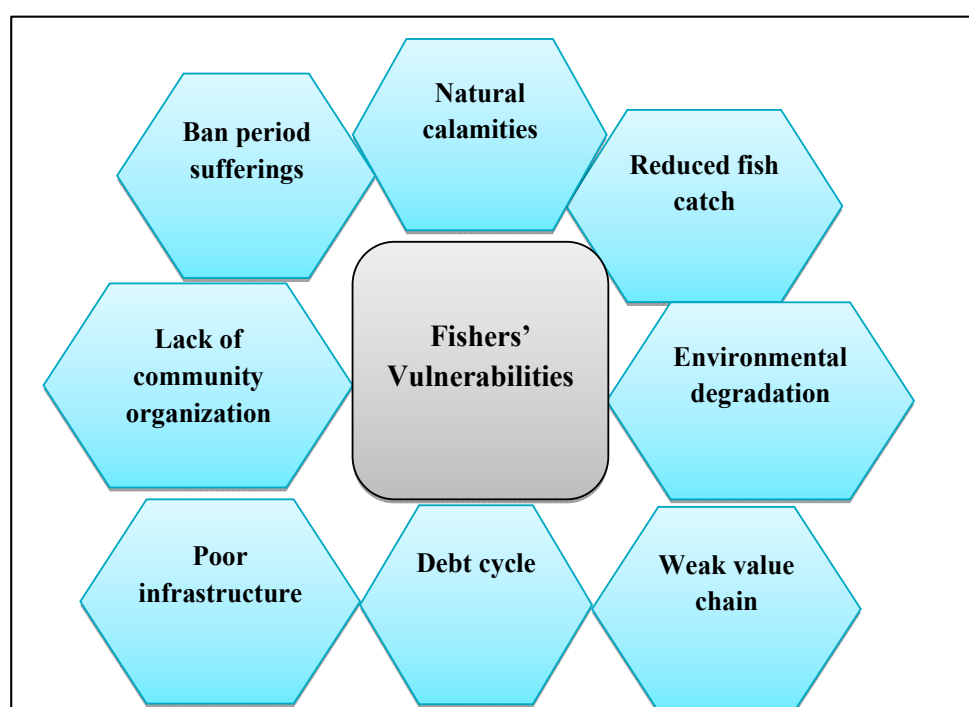 Natural
calamities
Ban period
sufferings
Reduced fish
catch
Fishers’
Vulnerabilities
Lack of
community
organization
Environmental
degradation
Poor
infrastructure
Debt cycle
Weak value
chain